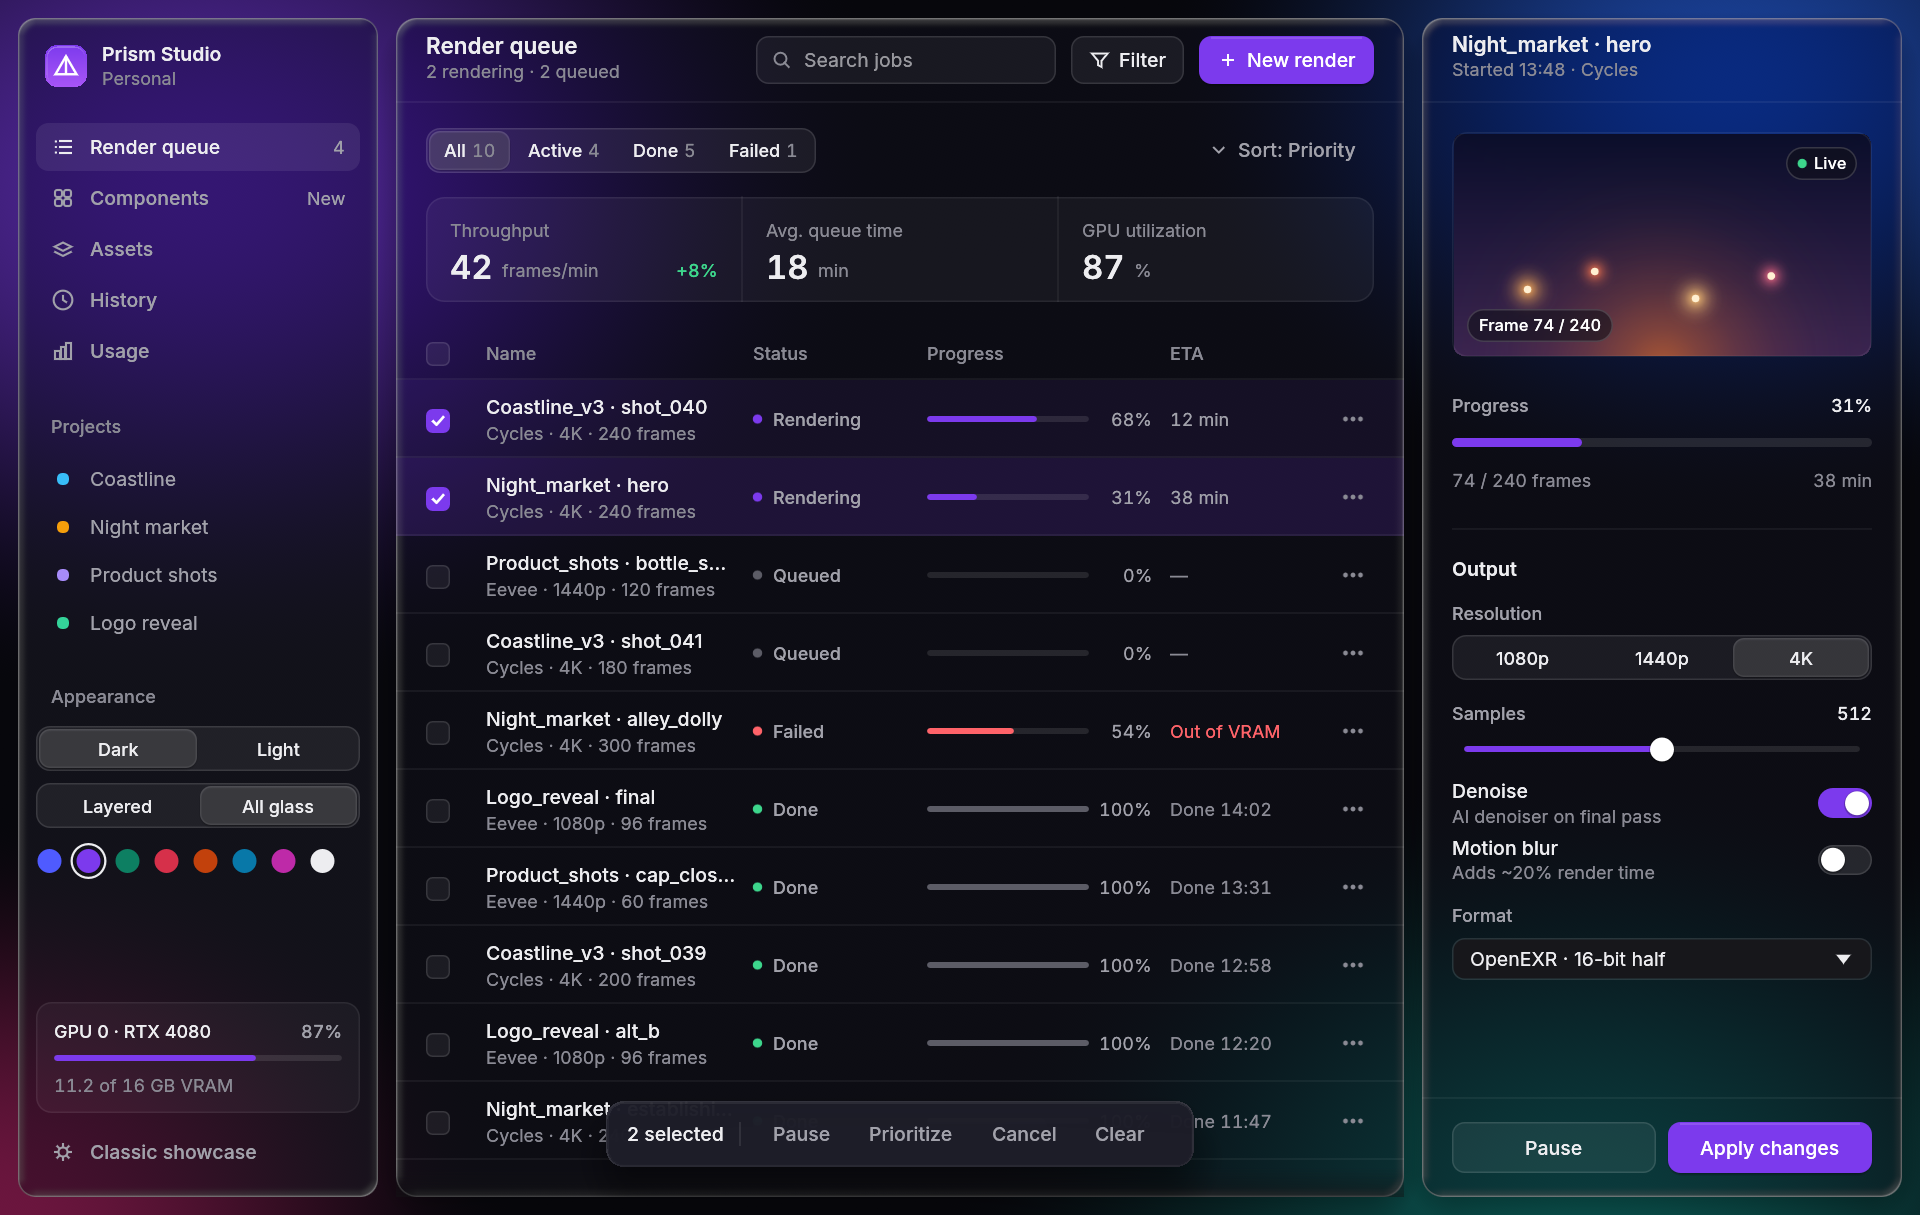 Prism Studio
Personal
Render queue 4
Components New
Assets
History
Usage
Projects
Coastline
Night market
Product shots
Logo reveal
Appearance
Dark Light
Layered All glass
GPU 0 · RTX 4080 87%
11.2 of 16 GB VRAM
Classic showcase
Render queue
2 rendering · 2 queued
Search jobs
Filter
+ New render
All 10 Active 4 Done 5 Failed 1
Sort: Priority
Throughput
42 frames/min +8%
Avg. queue time
18 min
GPU utilization
87 %
Name Status Progress ETA
Coastline_v3 · shot_040
Cycles · 4K · 240 frames
Rendering 68% 12 min
Night_market · hero
Cycles · 4K · 240 frames
Rendering 31% 38 min
Product_shots · bottle_s...
Eevee · 1440p · 120 frames
Queued 0% —
Coastline_v3 · shot_041
Cycles · 4K · 180 frames
Queued 0% —
Night_market · alley_dolly
Cycles · 4K · 300 frames
Failed 54% Out of VRAM
Logo_reveal · final
Eevee · 1080p · 96 frames
Done 100% Done 14:02
Product_shots · cap_clos...
Eevee · 1440p · 60 frames
Done 100% Done 13:31
Coastline_v3 · shot_039
Cycles · 4K · 200 frames
Done 100% Done 12:58
Logo_reveal · alt_b
Eevee · 1080p · 96 frames
Done 100% Done 12:20
Night_market
Cycles · 4K
11:47
2 selected Pause Prioritize Cancel Clear
Night_market · hero
Started 13:48 · Cycles
Live
Frame 74 / 240
Progress 31%
74 / 240 frames 38 min
Output
Resolution
1080p 1440p 4K
Samples 512
Denoise
AI denoiser on final pass
Motion blur
Adds ~20% render time
Format
OpenEXR · 16-bit half
Pause Apply changes